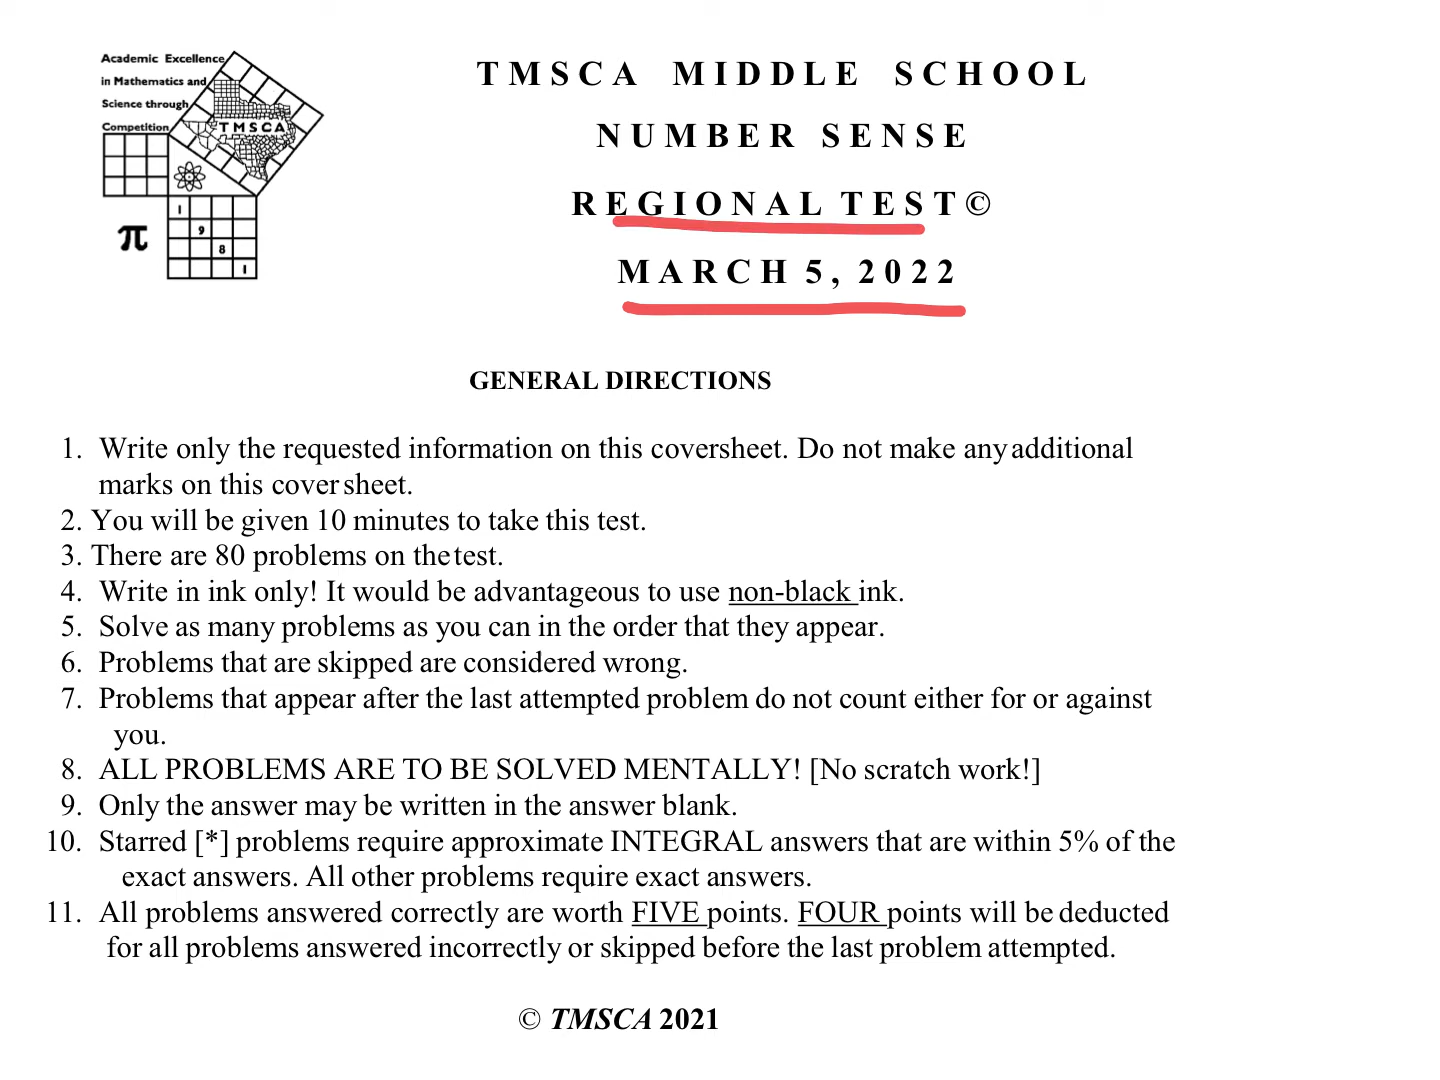 Academic Excellence
in Mathematics and
Science through
Competition
TMSCA
π
1
9
8
1
TMSCA MIDDLE SCHOOL
NUMBER SENSE
REGIONAL TEST©
MARCH 5, 2022
GENERAL DIRECTIONS
1. Write only the requested information on this coversheet. Do not make any additional
marks on this cover sheet.
2. You will be given 10 minutes to take this test.
3. There are 80 problems on the test.
4. Write in ink only! It would be advantageous to use non-black ink.
5. Solve as many problems as you can in the order that they appear.
6. Problems that are skipped are considered wrong.
7. Problems that appear after the last attempted problem do not count either for or against
you.
8. ALL PROBLEMS ARE TO BE SOLVED MENTALLY! [No scratch work!]
9. Only the answer may be written in the answer blank.
10. Starred [*] problems require approximate INTEGRAL answers that are within 5% of the
exact answers. All other problems require exact answers.
11. All problems answered correctly are worth FIVE points. FOUR points will be deducted
for all problems answered incorrectly or skipped before the last problem attempted.
© TMSCA 2021